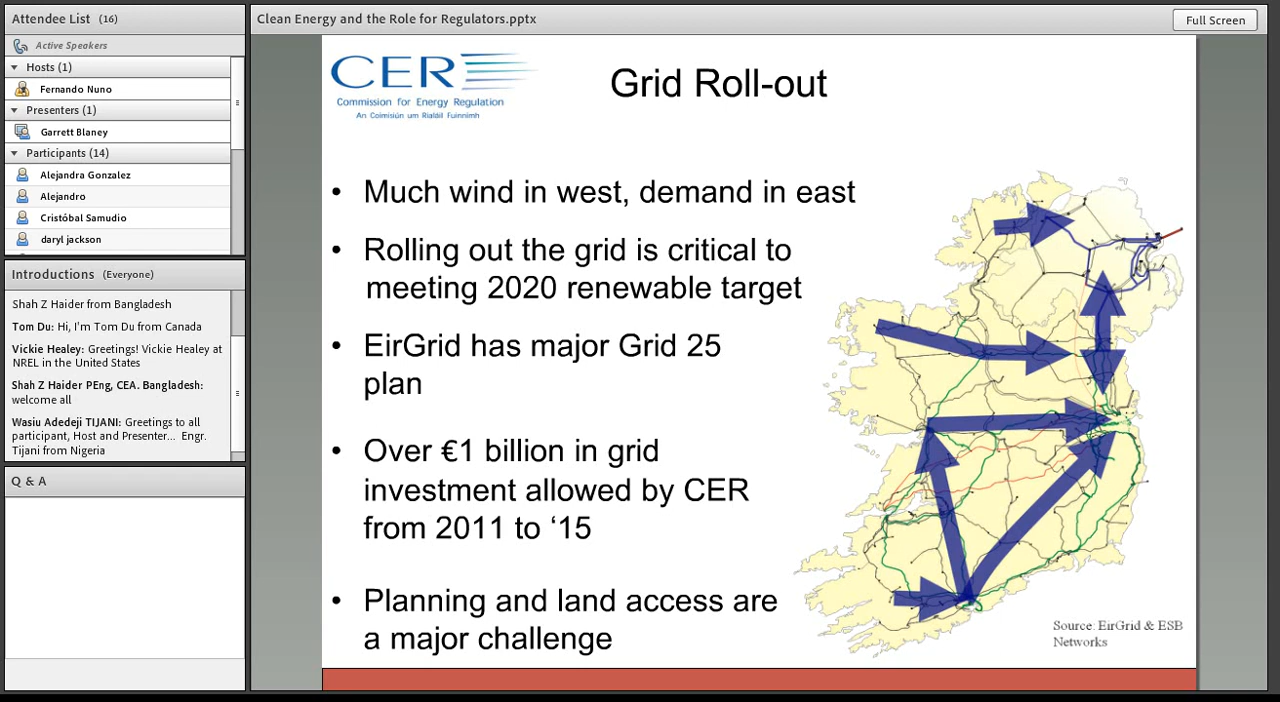 Attendee List (16)
Active Speakers
Hosts (1)
Fernando Nuno
Presenters (1)
Garrett Blaney
Participants (14)
Alejandra Gonzalez
Alejandro
Cristóbal Samudio
daryl jackson
Introductions (Everyone)
Shah Z Haider from Bangladesh
Tom Du: Hi, I'm Tom Du from Canada
Vickie Healey: Greetings! Vickie Healey at
NREL in the United States
Shah Z Haider PEng, CEA. Bangladesh:
welcome all
Wasiu Adedeji TIJANI: Greetings to all
participant, Host and Presenter... Engr.
Tijani from Nigeria
Q & A
Clean Energy and the Role for Regulators.pptx
Full Screen
CER
Commission for Energy Regulation
An Coimisiún um Rialáil Fuinnimh
Grid Roll-out
• Much wind in west, demand in east
• Rolling out the grid is critical to
meeting 2020 renewable target
• EirGrid has major Grid 25
plan
• Over €1 billion in grid
investment allowed by CER
from 2011 to ‘15
• Planning and land access are
a major challenge
Source: EirGrid & ESB
Networks